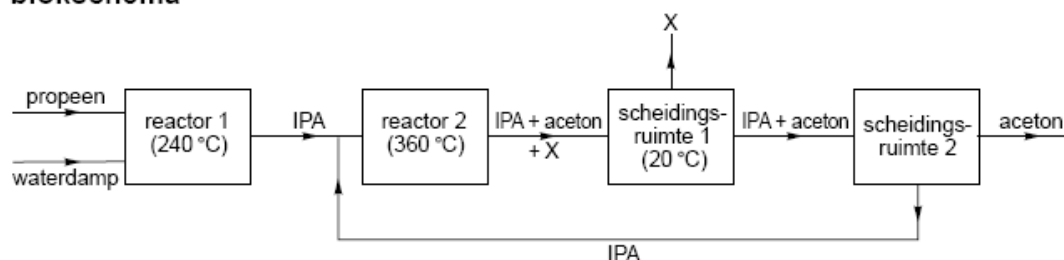 blokschema
X
propeen
waterdamp
reactor 1
(240 °C)
IPA
reactor 2
(360 °C)
IPA + aceton
+ X
scheidings-
ruimte 1
(20 °C)
IPA + aceton
scheidings-
ruimte 2
aceton
IPA